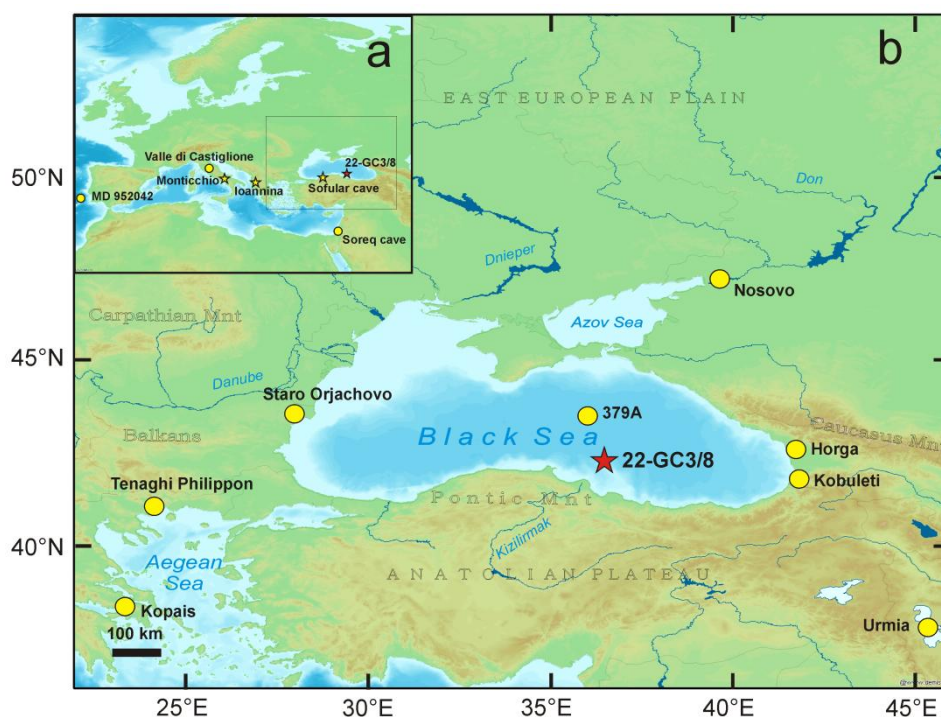 a
b
EAST EUROPEAN PLAIN
Valle di Castiglione
22-GC3/8
Monticchio
Ioannina
Sofular cave
MD 952042
Soreq cave
50°N
Don
Dnieper
Nosovo
Azov Sea
Carpathian Mnt
45°N
Danube
Staro Orjachovo
379A
Caucasus Mnt
Balkans
Black Sea
22-GC3/8
Horga
Kobuleti
Tenaghi Philippon
Pontic Mnt
40°N
Kizilirmak
Aegean
Sea
ANATOLIAN PLATEAU
Kopais
100 km
Urmia
25°E
30°E
35°E
40°E
45°E